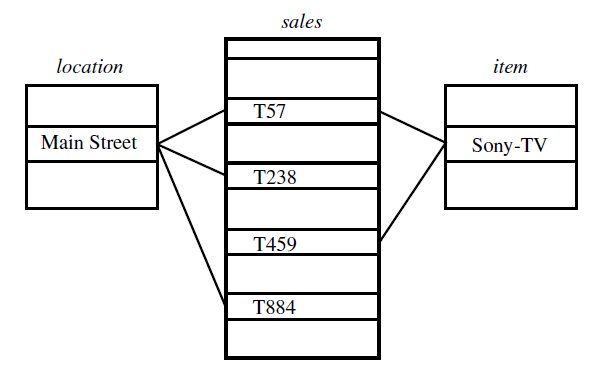 sales
location
item
T57
Main Street
Sony-TV
T238
T459
T884